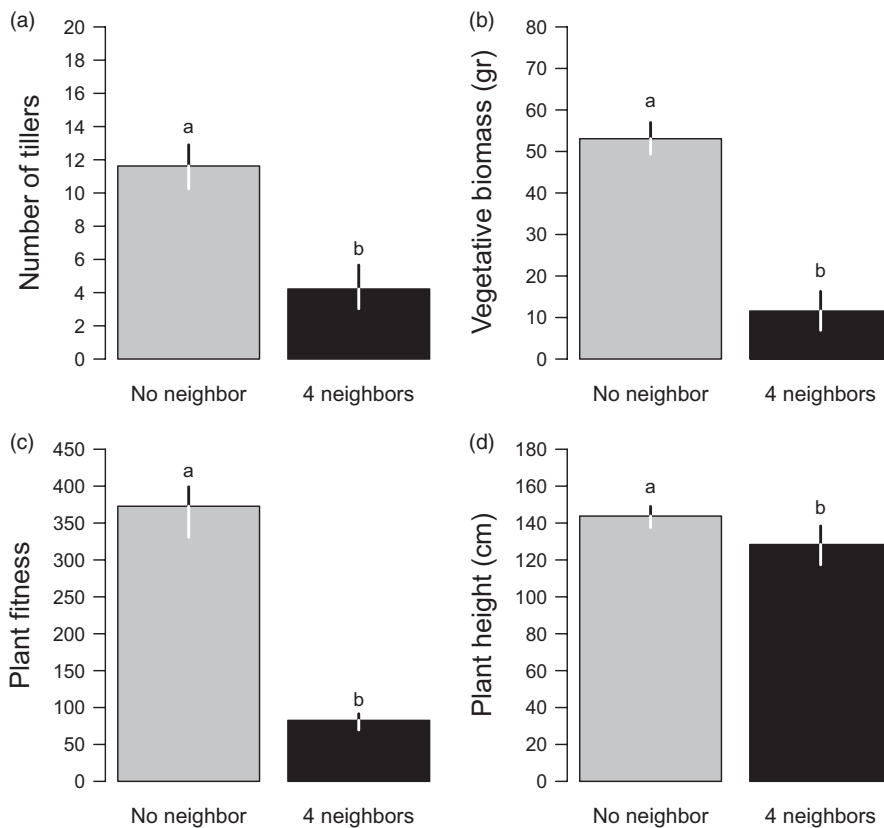 (a)
Number of tillers
20
18
16
14
12
10
8
6
4
2
0
a
b
No neighbor
4 neighbors
(b)
Vegetative biomass (gr)
80
70
60
50
40
30
20
10
0
a
b
No neighbor
4 neighbors
(c)
Plant fitness
450
400
350
300
250
200
150
100
50
0
a
b
No neighbor
4 neighbors
(d)
Plant height (cm)
180
160
140
120
100
80
60
40
20
0
a
b
No neighbor
4 neighbors